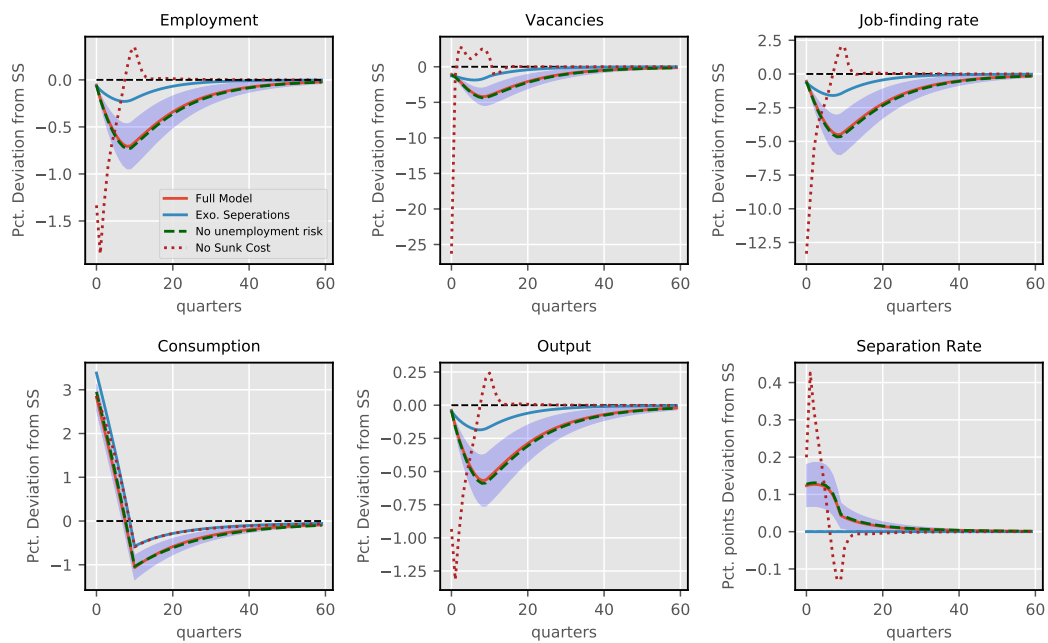 Employment
Vacancies
Job-finding rate
Pct. Deviation from SS
0.0
−0.5
−1.0
−1.5
Full Model
Exo. Seperations
No unemployment risk
No Sunk Cost
0 20 40 60
quarters
Pct. Deviation from SS
0
−5
−10
−15
−20
−25
0 20 40 60
quarters
Pct. Deviation from SS
2.5
0.0
−2.5
−5.0
−7.5
−10.0
−12.5
0 20 40 60
quarters
Consumption
Output
Separation Rate
Pct. Deviation from SS
3
2
1
0
−1
0 20 40 60
quarters
Pct. Deviation from SS
0.25
0.00
−0.25
−0.50
−0.75
−1.00
−1.25
0 20 40 60
quarters
Pct. points Deviation from SS
0.4
0.3
0.2
0.1
0.0
−0.1
0 20 40 60
quarters